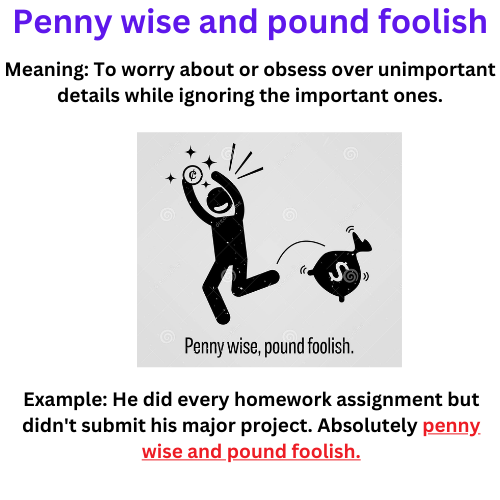 Penny wise and pound foolish
Meaning: To worry about or obsess over unimportant
details while ignoring the important ones.
¢
$
Penny wise, pound foolish.
Example: He did every homework assignment but
didn't submit his major project. Absolutely penny
wise and pound foolish.